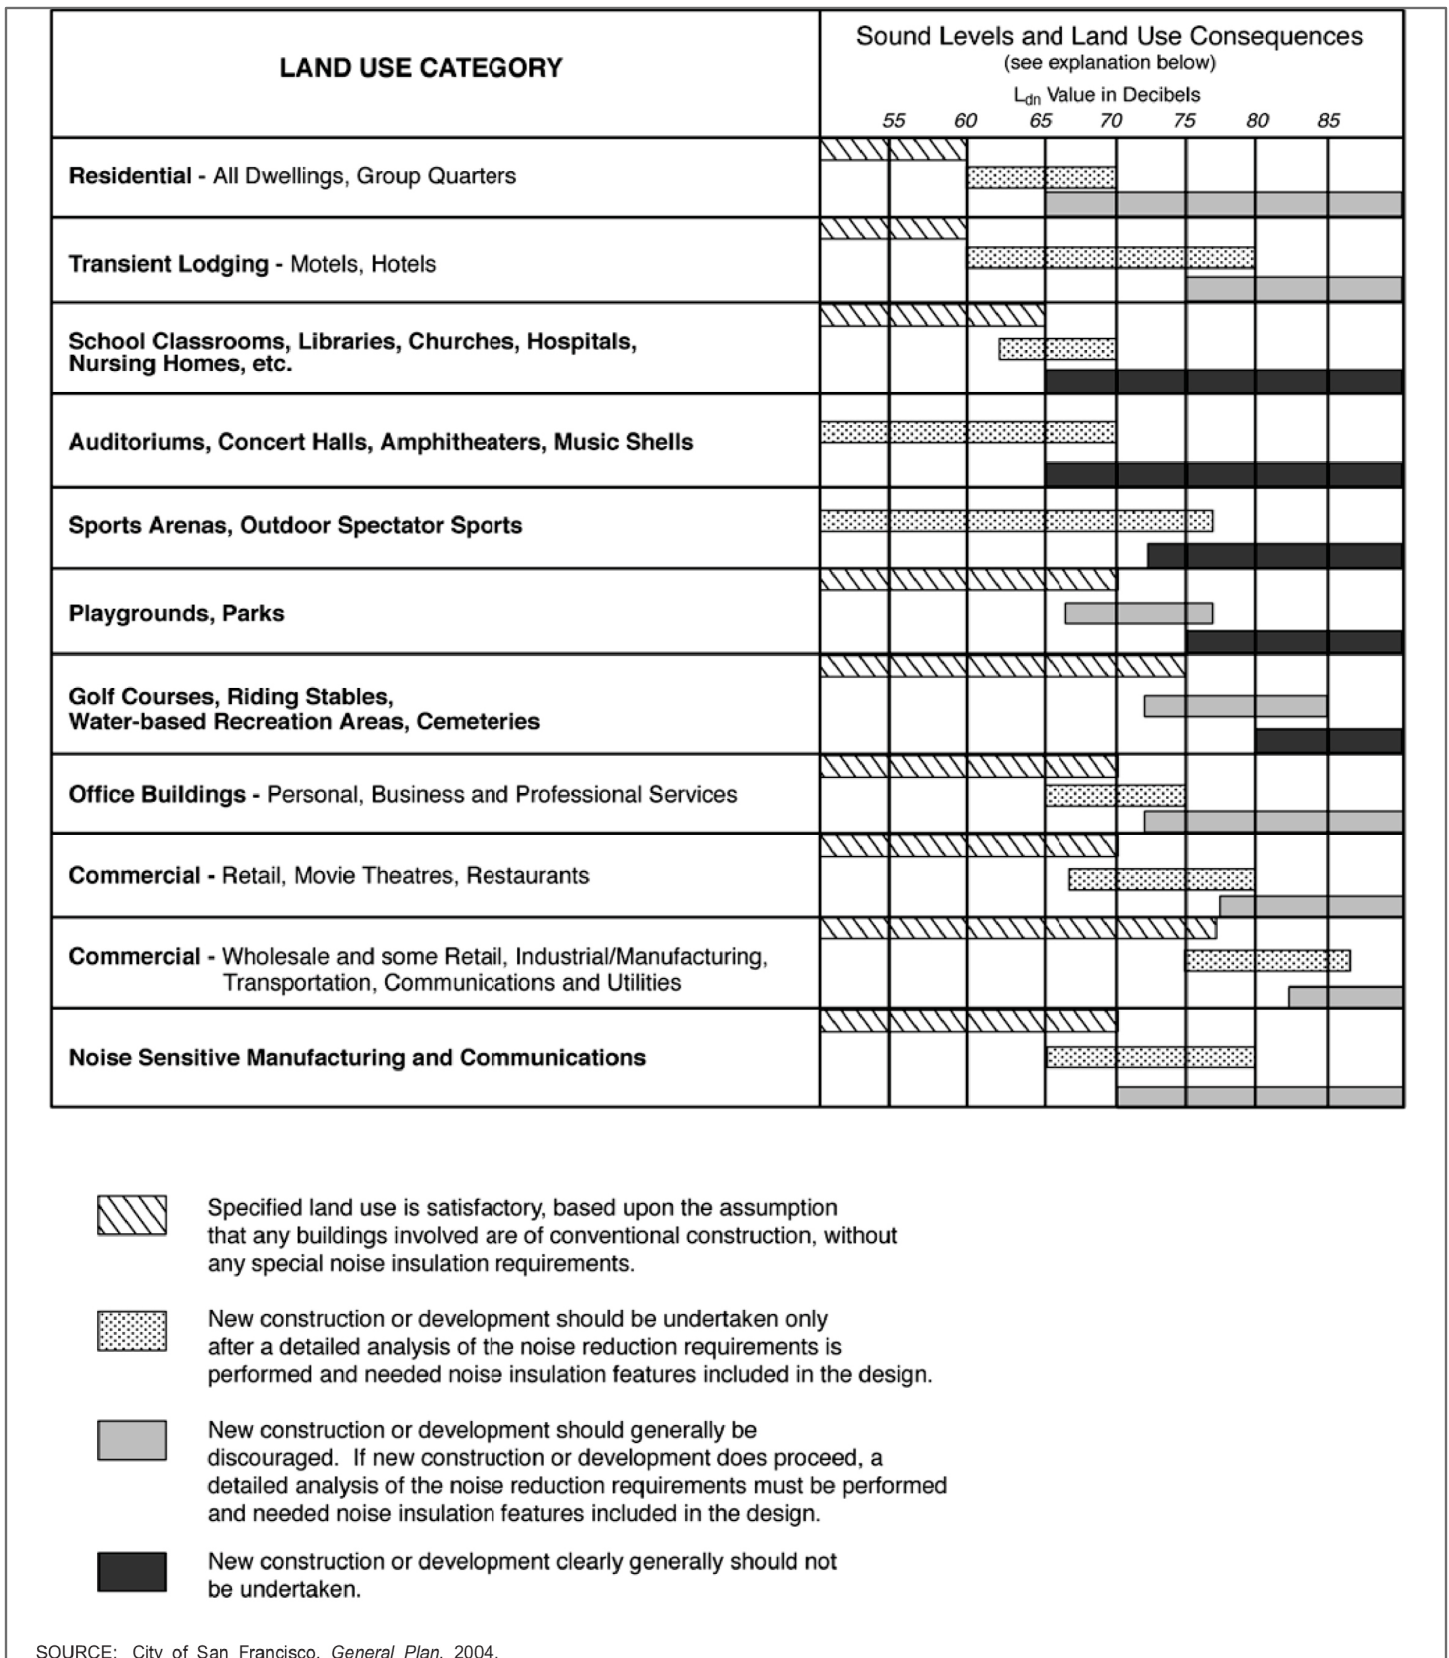 LAND USE CATEGORY
Sound Levels and Land Use Consequences
(see explanation below)
Ldn Value in Decibels
55 60 65 70 75 80 85
Residential - All Dwellings, Group Quarters
Transient Lodging - Motels, Hotels
School Classrooms, Libraries, Churches, Hospitals,
Nursing Homes, etc.
Auditoriums, Concert Halls, Amphitheaters, Music Shells
Sports Arenas, Outdoor Spectator Sports
Playgrounds, Parks
Golf Courses, Riding Stables,
Water-based Recreation Areas, Cemeteries
Office Buildings - Personal, Business and Professional Services
Commercial - Retail, Movie Theatres, Restaurants
Commercial - Wholesale and some Retail, Industrial/Manufacturing,
Transportation, Communications and Utilities
Noise Sensitive Manufacturing and Communications
Specified land use is satisfactory, based upon the assumption
that any buildings involved are of conventional construction, without
any special noise insulation requirements.
New construction or development should be undertaken only
after a detailed analysis of the noise reduction requirements is
performed and needed noise insulation features included in the design.
New construction or development should generally be
discouraged. If new construction or development does proceed, a
detailed analysis of the noise reduction requirements must be performed
and needed noise insulation features included in the design.
New construction or development clearly generally should not
be undertaken.
SOURCE: City of San Francisco, General Plan, 2004.